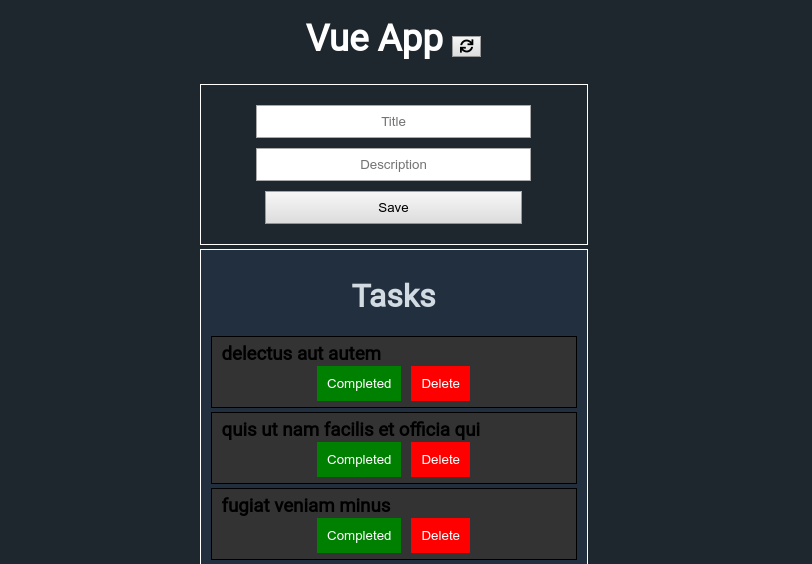 Vue App
Title
Description
Save
Tasks
delectus aut autem
Completed Delete
quis ut nam facilis et officia qui
Completed Delete
fugiat veniam minus
Completed Delete